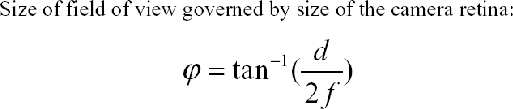 Size of field of view governed by size of the camera retina:
φ = tan⁻¹(d/2f)